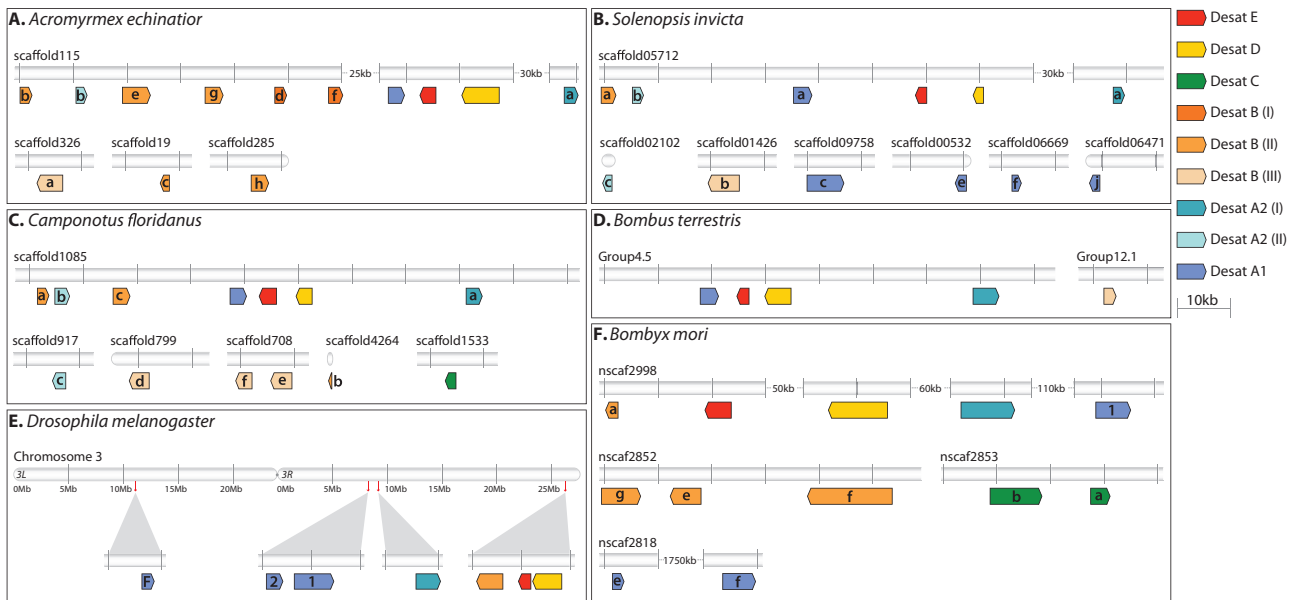 A. Acromyrmex echinatior
scaffold115
25kb
30kb
b b e g d f a
scaffold326 scaffold19 scaffold285
a c h
B. Solenopsis invicta
scaffold05712
30kb
a b a a
scaffold02102 scaffold01426 scaffold09758 scaffold00532 scaffold06669 scaffold06471
c b c e f j
C. Camponotus floridanus
scaffold1085
a b c a
scaffold917 scaffold799 scaffold708 scaffold4264 scaffold1533
c d f e b
D. Bombus terrestris
Group4.5 Group12.1
E. Drosophila melanogaster
Chromosome 3
3L 3R
0Mb 5Mb 10Mb 15Mb 20Mb 0Mb 10Mb 15Mb 20Mb 25Mb
F 2 1
F. Bombyx mori
nscaf2998
50kb 60kb 110kb
a 1
nscaf2852 nscaf2853
g e f b a
nscaf2818
1750kb
e f
Desat E
Desat D
Desat C
Desat B (I)
Desat B (II)
Desat B (III)
Desat A2 (I)
Desat A2 (II)
Desat A1
10kb